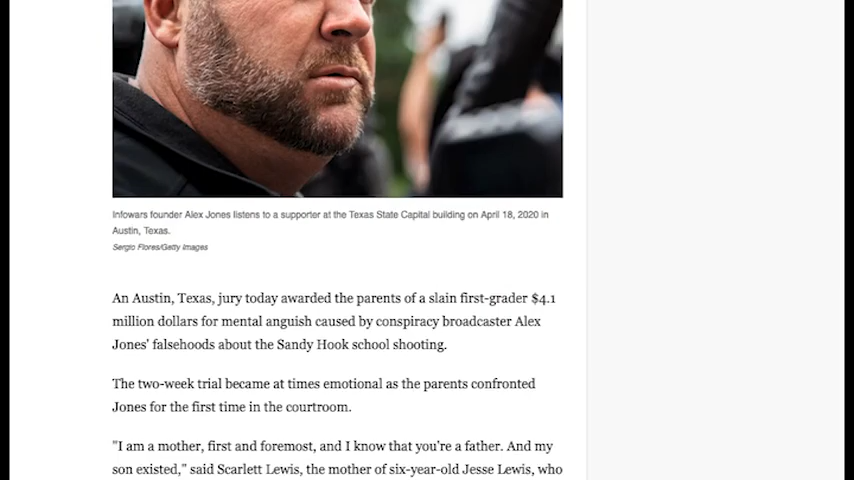 Infowars founder Alex Jones listens to a supporter at the Texas State Capital building on April 18, 2020 in
Austin, Texas.
Sergio Flores/Getty Images
An Austin, Texas, jury today awarded the parents of a slain first-grader $4.1
million dollars for mental anguish caused by conspiracy broadcaster Alex
Jones' falsehoods about the Sandy Hook school shooting.
The two-week trial became at times emotional as the parents confronted
Jones for the first time in the courtroom.
"I am a mother, first and foremost, and I know that you're a father. And my
son existed," said Scarlett Lewis, the mother of six-year-old Jesse Lewis, who